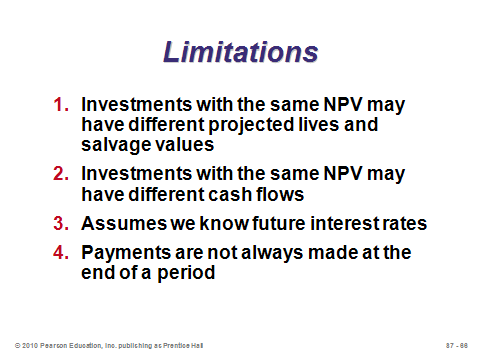 Limitations
1. Investments with the same NPV may
have different projected lives and
salvage values
2. Investments with the same NPV may
have different cash flows
3. Assumes we know future interest rates
4. Payments are not always made at the
end of a period
© 2010 Pearson Education, Inc. publishing as Prentice Hall
S7 - 66